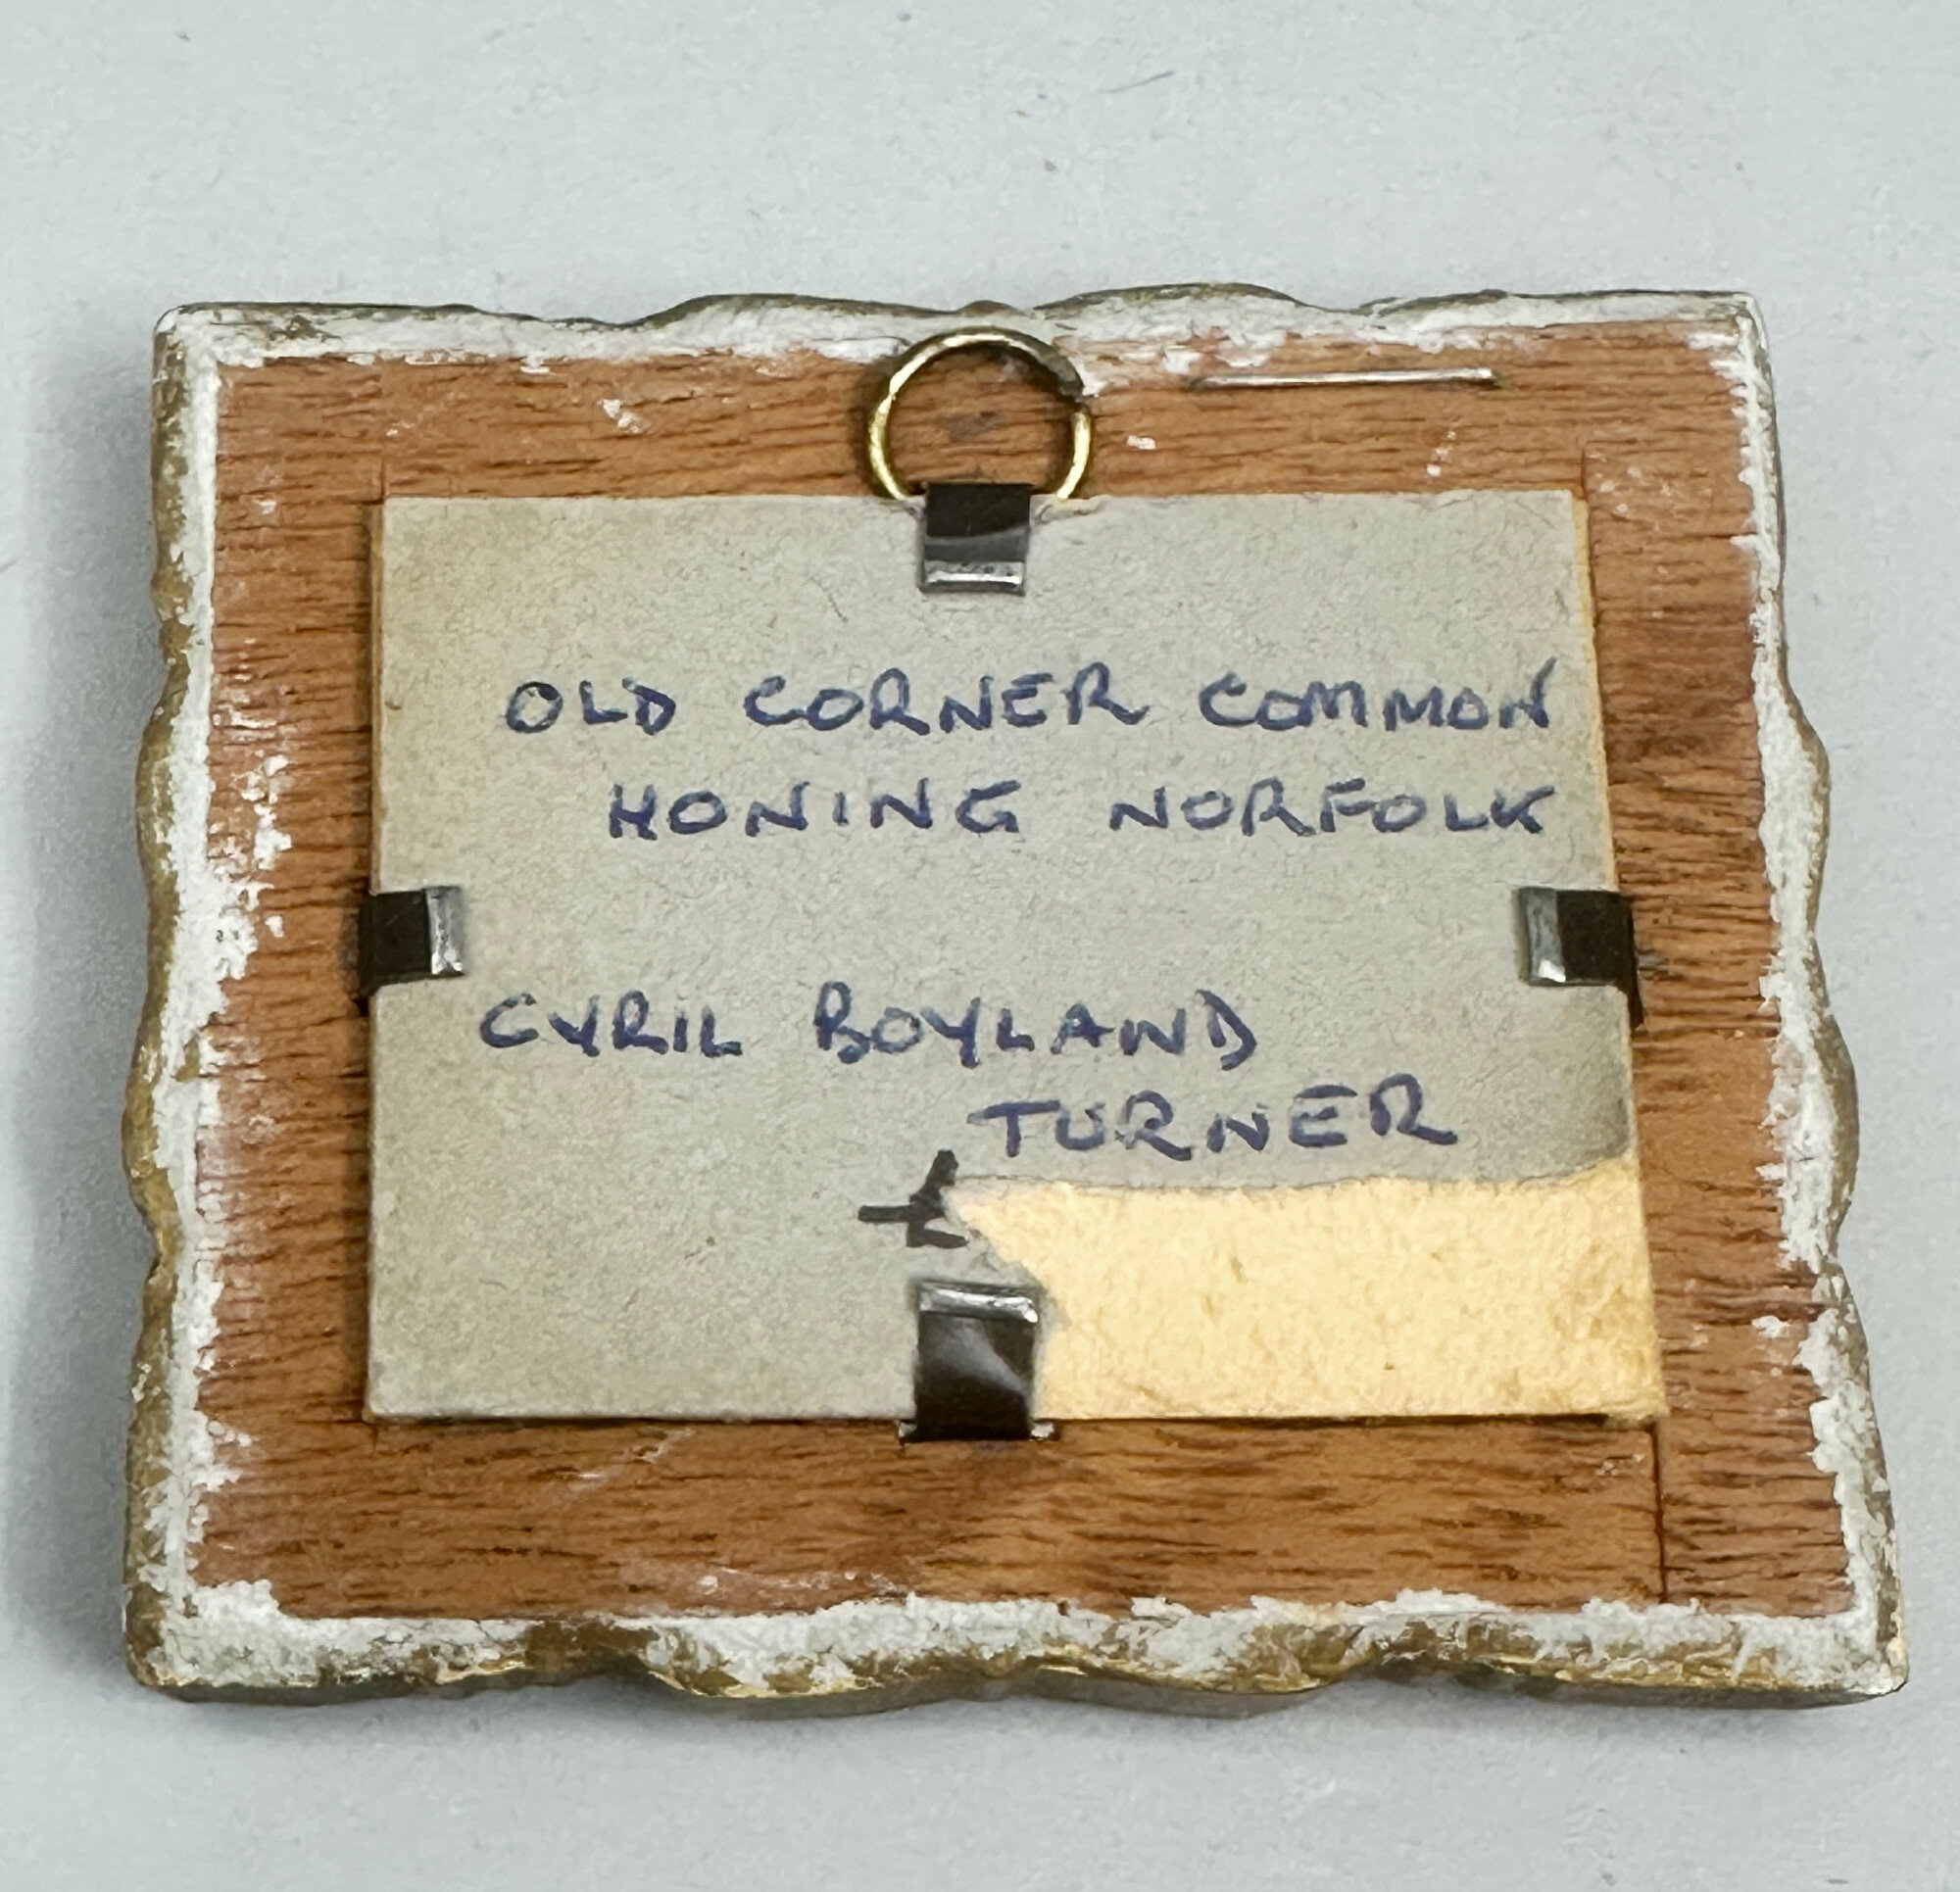 OLD CORNER COMMON
HONING NORFOLK
CYRIL BOYLAND
TURNER